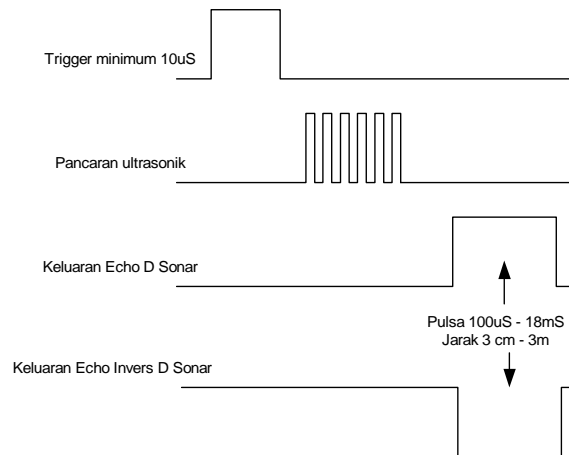 Trigger minimum 10uS
Pancaran ultrasonik
Keluaran Echo D Sonar
Pulsa 100uS - 18mS
Jarak 3 cm - 3m
Keluaran Echo Invers D Sonar